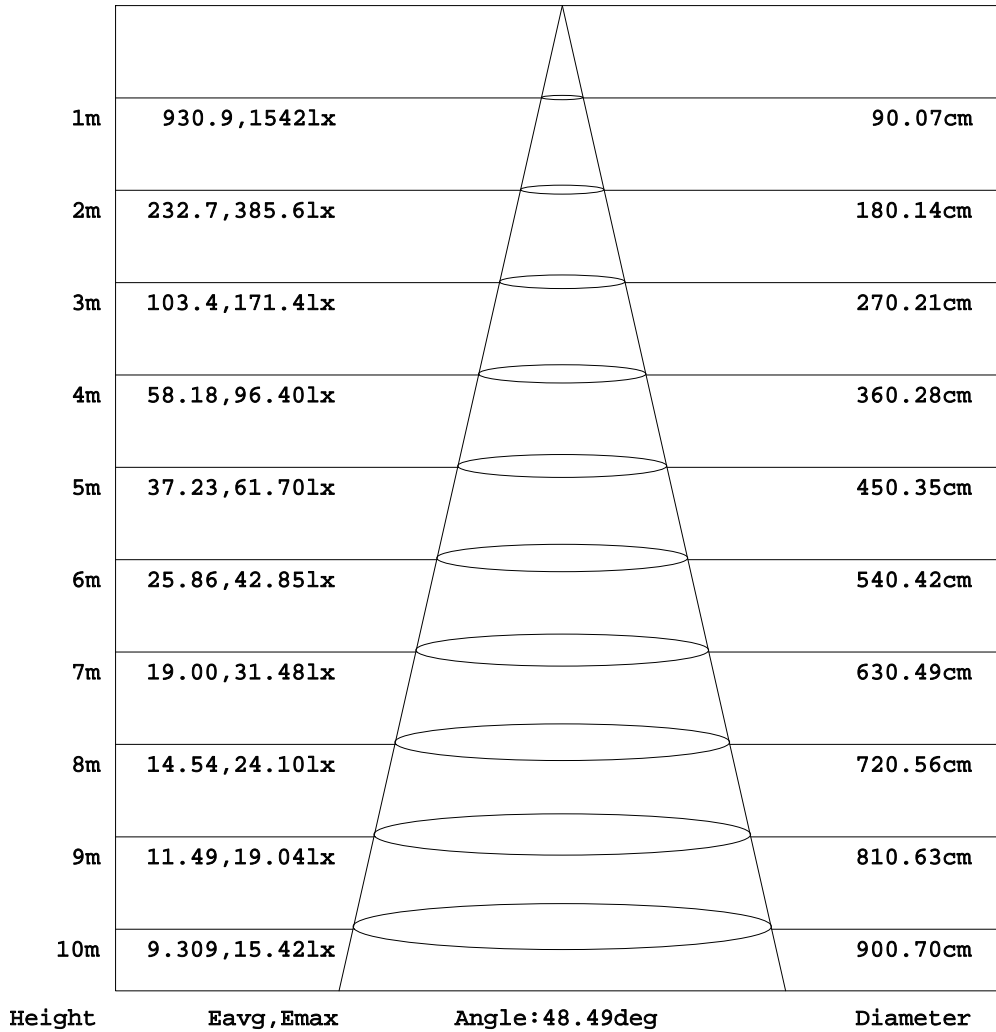 1m 930.9,1542lx 90.07cm
2m 232.7,385.6lx 180.14cm
3m 103.4,171.4lx 270.21cm
4m 58.18,96.40lx 360.28cm
5m 37.23,61.70lx 450.35cm
6m 25.86,42.85lx 540.42cm
7m 19.00,31.48lx 630.49cm
8m 14.54,24.10lx 720.56cm
9m 11.49,19.04lx 810.63cm
10m 9.309,15.42lx 900.70cm
Height Eavg,Emax Angle:48.49deg Diameter